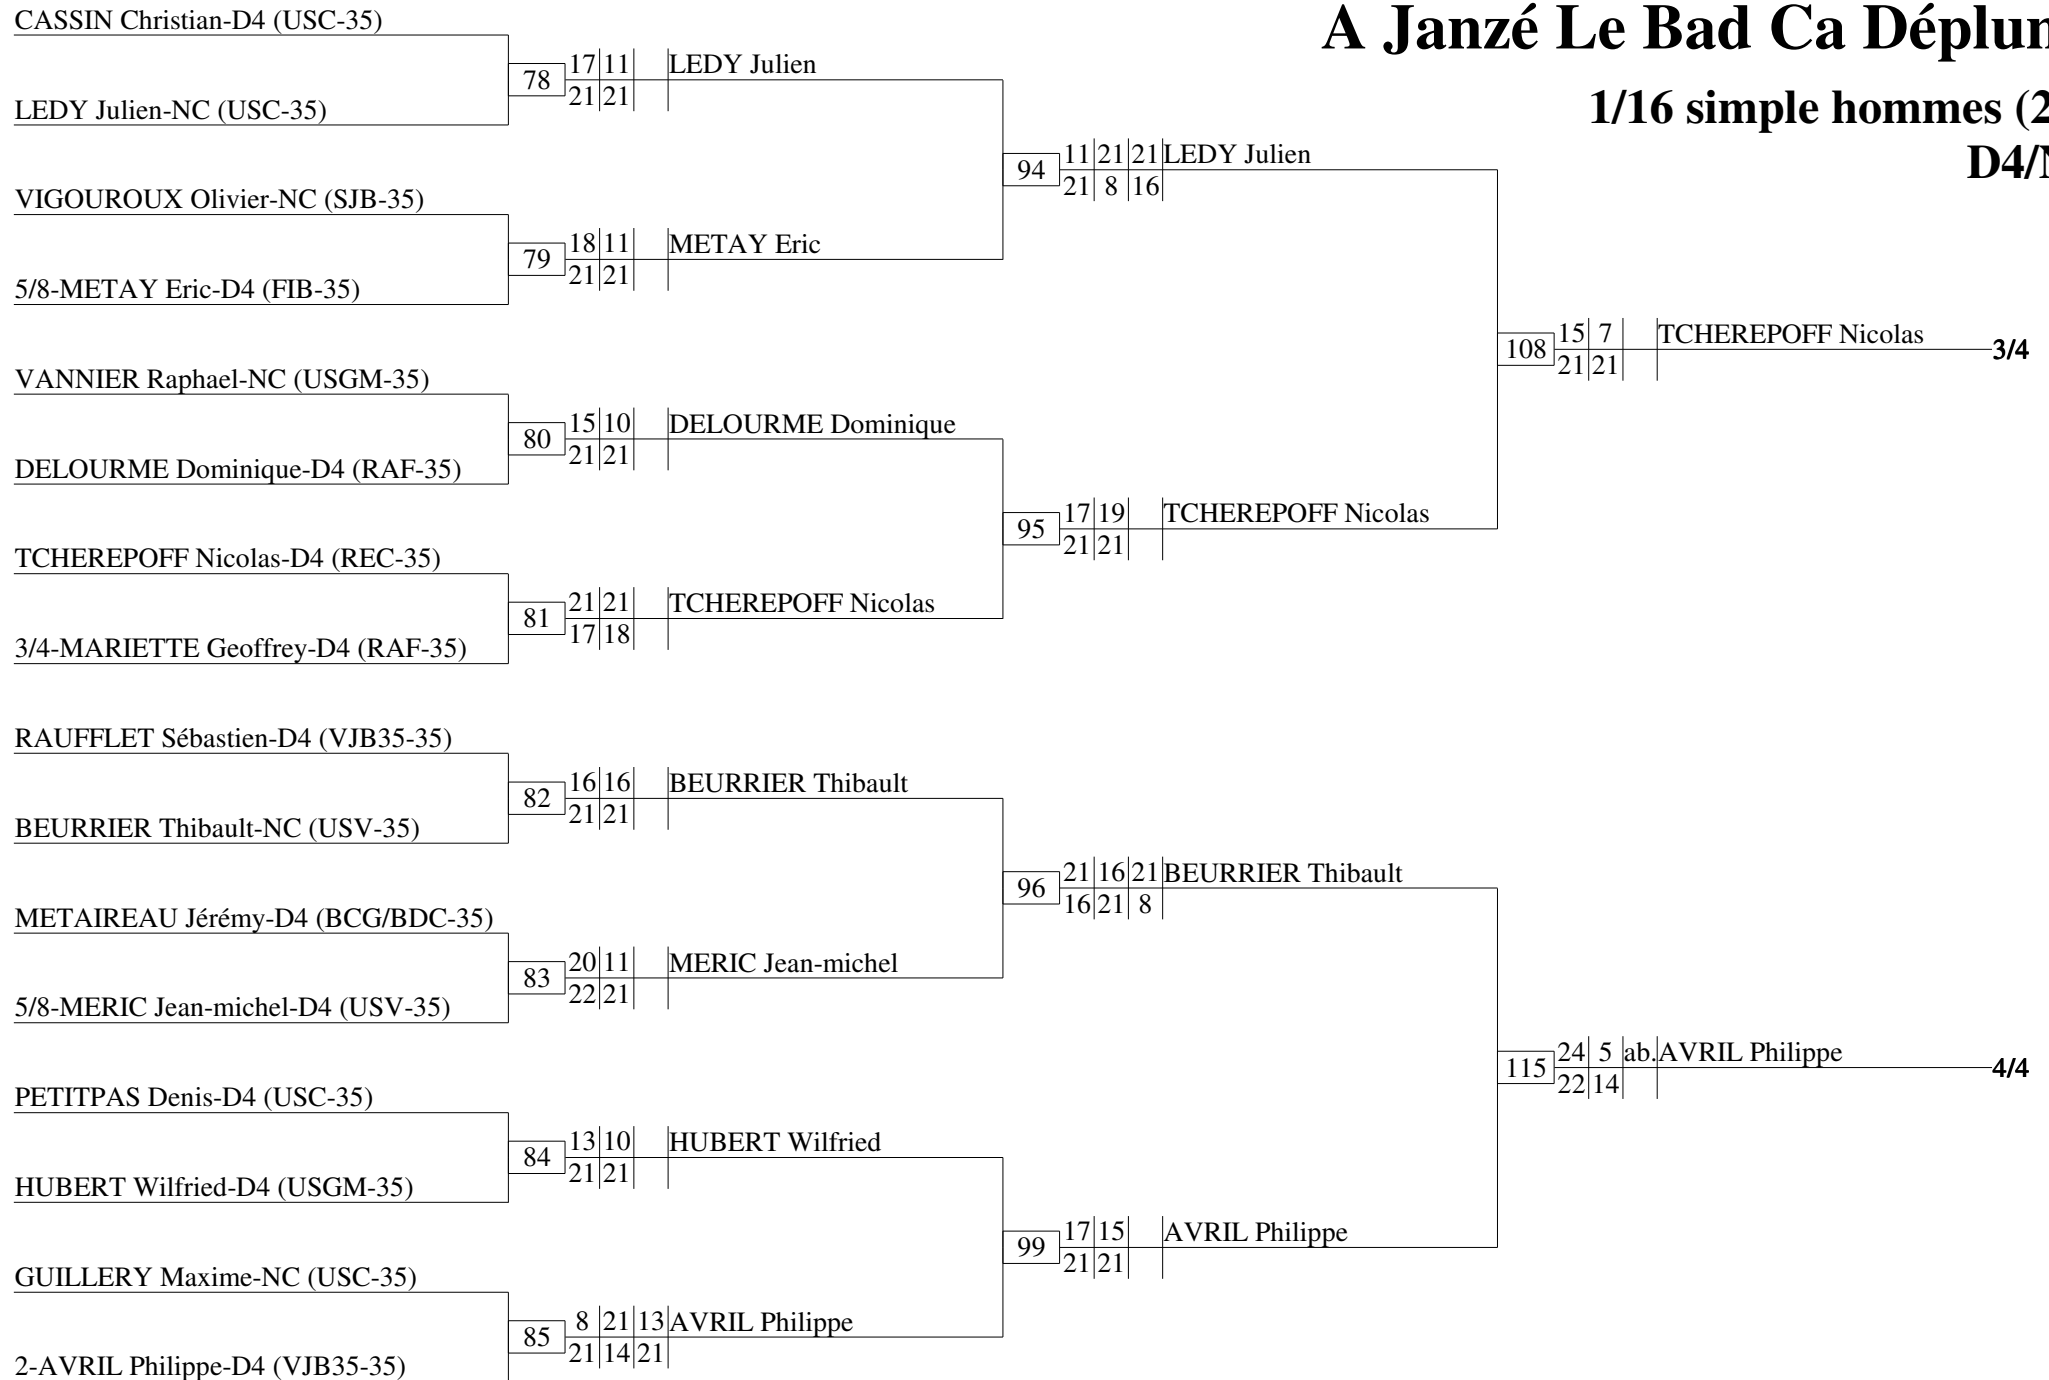 A Janzé Le Bad Ca Déplu
1/16 simple hommes (2
D4/
CASSIN Christian-D4 (USC-35)
78
17 11
21 21
LEDY Julien
LEDY Julien-NC (USC-35)
94
11 21 21
21 8 16
LEDY Julien
VIGOUROUX Olivier-NC (SJB-35)
79
18 11
21 21
METAY Eric
5/8-METAY Eric-D4 (FIB-35)
108
15 7
21 21
TCHEREPOFF Nicolas
3/4
VANNIER Raphael-NC (USGM-35)
80
15 10
21 21
DELOURME Dominique
DELOURME Dominique-D4 (RAF-35)
95
17 19
21 21
TCHEREPOFF Nicolas
TCHEREPOFF Nicolas-D4 (REC-35)
81
21 21
17 18
TCHEREPOFF Nicolas
3/4-MARIETTE Geoffrey-D4 (RAF-35)
RAUFFLET Sébastien-D4 (VJB35-35)
82
16 16
21 21
BEURRIER Thibault
BEURRIER Thibault-NC (USV-35)
96
21 16 21
16 21 8
BEURRIER Thibault
METAIREAU Jérémy-D4 (BCG/BDC-35)
83
20 11
22 21
MERIC Jean-michel
5/8-MERIC Jean-michel-D4 (USV-35)
115
24 5 ab.
22 14
AVRIL Philippe
4/4
PETITPAS Denis-D4 (USC-35)
84
13 10
21 21
HUBERT Wilfried
HUBERT Wilfried-D4 (USGM-35)
99
17 15
21 21
AVRIL Philippe
GUILLERY Maxime-NC (USC-35)
85
8 21 13
21 14 21
AVRIL Philippe
2-AVRIL Philippe-D4 (VJB35-35)